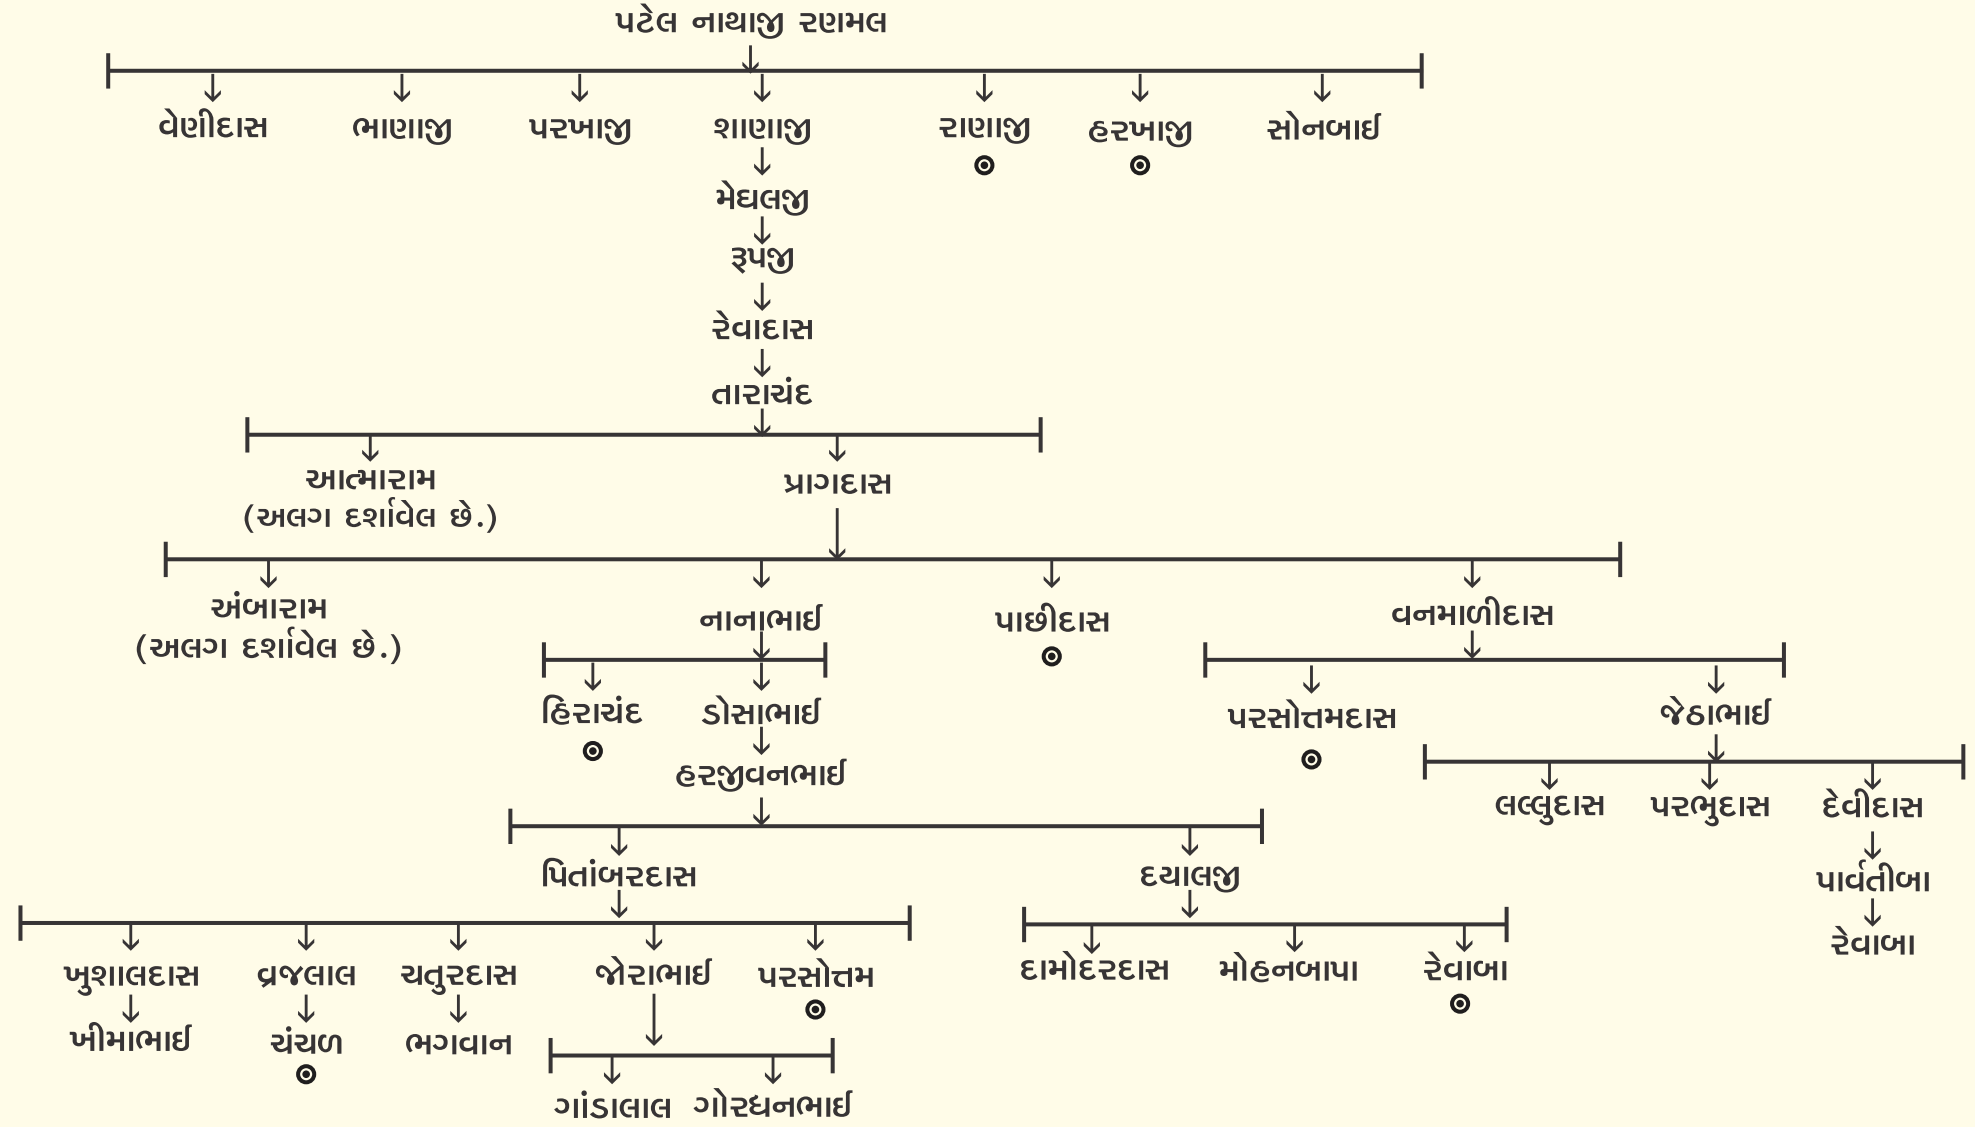 પટેલ નાથાજી રણમલ
વેણીદાસ ભાણાજી પરખાજી શાણાજી રાણાજી હરખાજી સોનબાઈ
મેઘલજી
રૂપજી
રેવાદાસ
તારાચંદ
આત્મારામ પ્રાગદાસ
(અલગ દર્શાવેલ છે.)
અંબારામ નાનાભાઈ પાછીદાસ વનમાળીદાસ
(અલગ દર્શાવેલ છે.)
હિરાચંદ ડોસાભાઈ પરસોત્તમદાસ જેઠાભાઈ
હરજીવનભાઈ
લલ્લુદાસ પરભુદાસ દેવીદાસ
પિતાંબરદાસ દયાલજી પાર્વતીબા
રેવાબા
ખુશાલદાસ વ્રજલાલ ચતુરદાસ જોરાભાઈ પરસોત્તમ દામોદરદાસ મોહનબાપા રેવાબા
ખીમાભાઈ ચંચળ ભગવાન
ગાંડાલાલ ગોરધનભાઈ